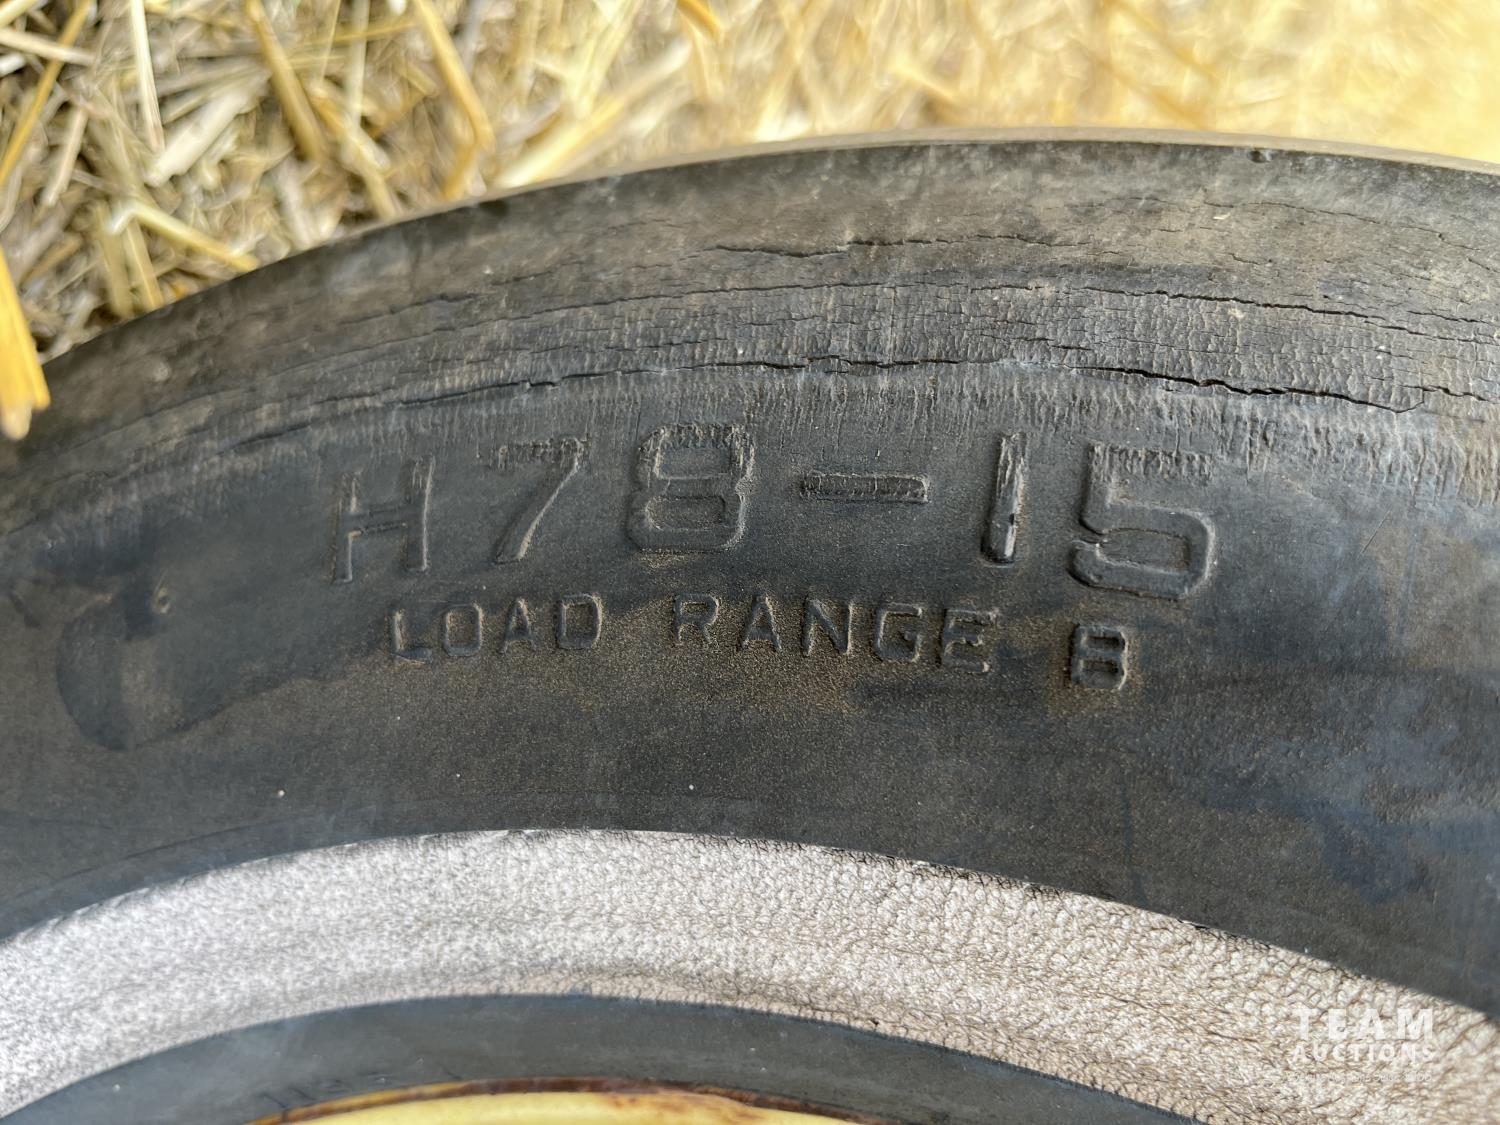 H78-15
LOAD RANGE B
TEAM
AUCTIONS